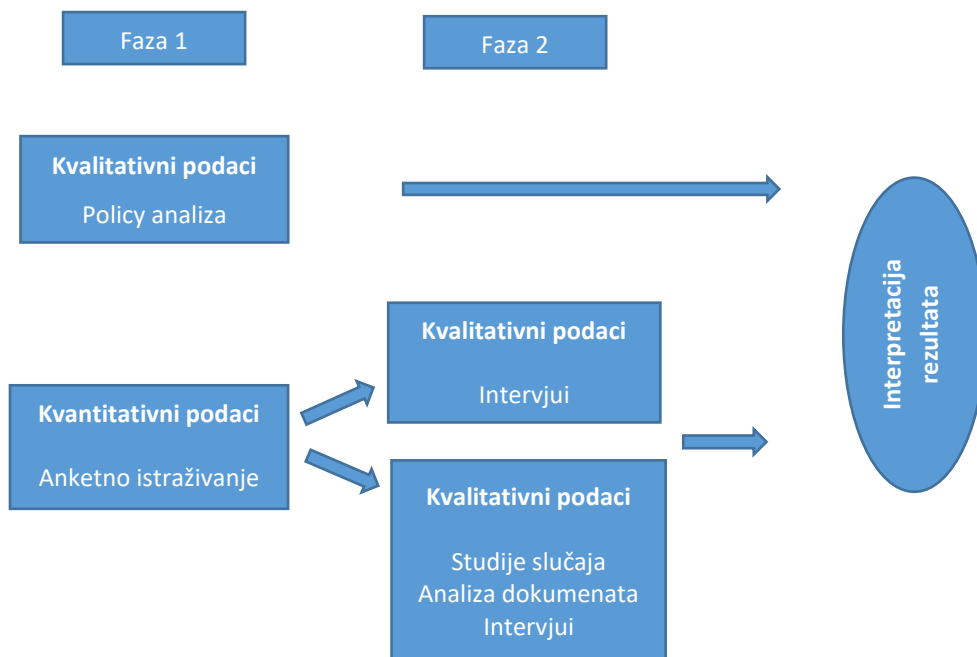 Faza 1
Faza 2
Kvalitativni podaci
Policy analiza
Kvantitativni podaci
Anketno istraživanje
Kvalitativni podaci
Intervjui
Kvalitativni podaci
Studije slučaja
Analiza dokumenata
Intervjui
Interpretacija
rezultata